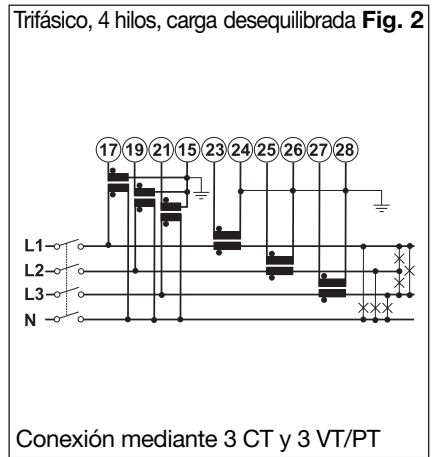 Trifásico, 4 hilos, carga desequilibrada Fig. 2
17 19 21 15 23 24 25 26 27 28
L1
L2
L3
N
Conexión mediante 3 CT y 3 VT/PT